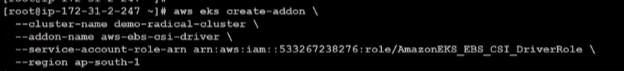 [root@ip-172-31-2-247 ~]# aws eks create-addon \
--cluster-name demo-radical-cluster \
--addon-name aws-ebs-csi-driver \
--service-account-role-arn arn:aws:iam::533267238276:role/AmazonEKS_EBS_CSI_DriverRole \
--region ap-south-1